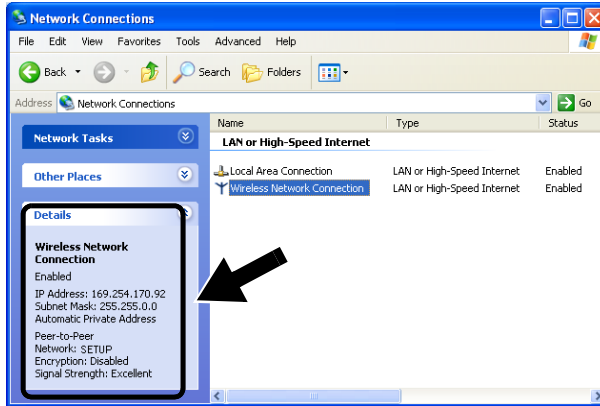 Network Connections
File Edit View Favorites Tools Advanced Help
Back Search Folders
Address Network Connections Go
Name Type Status
Network Tasks
LAN or High-Speed Internet
Local Area Connection LAN or High-Speed Internet Enabled
Other Places
Wireless Network Connection LAN or High-Speed Internet Enabled
Details
Wireless Network
Connection
Enabled
IP Address: 169.254.170.92
Subnet Mask: 255.255.0.0
Automatic Private Address
Peer-to-Peer
Network: SETUP
Encryption: Disabled
Signal Strength: Excellent